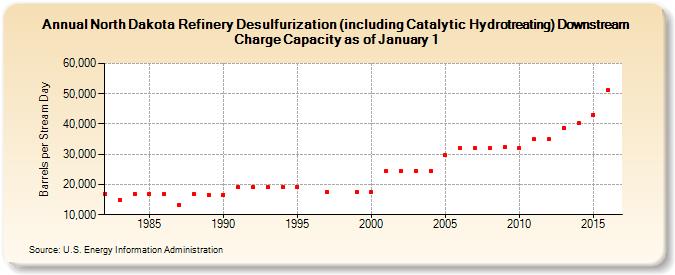 Annual North Dakota Refinery Desulfurization (including Catalytic Hydrotreating) Downstream
Charge Capacity as of January 1
Barrels per Stream Day
60,000
50,000
40,000
30,000
20,000
10,000
1985 1990 1995 2000 2005 2010 2015
Source: U.S. Energy Information Administration